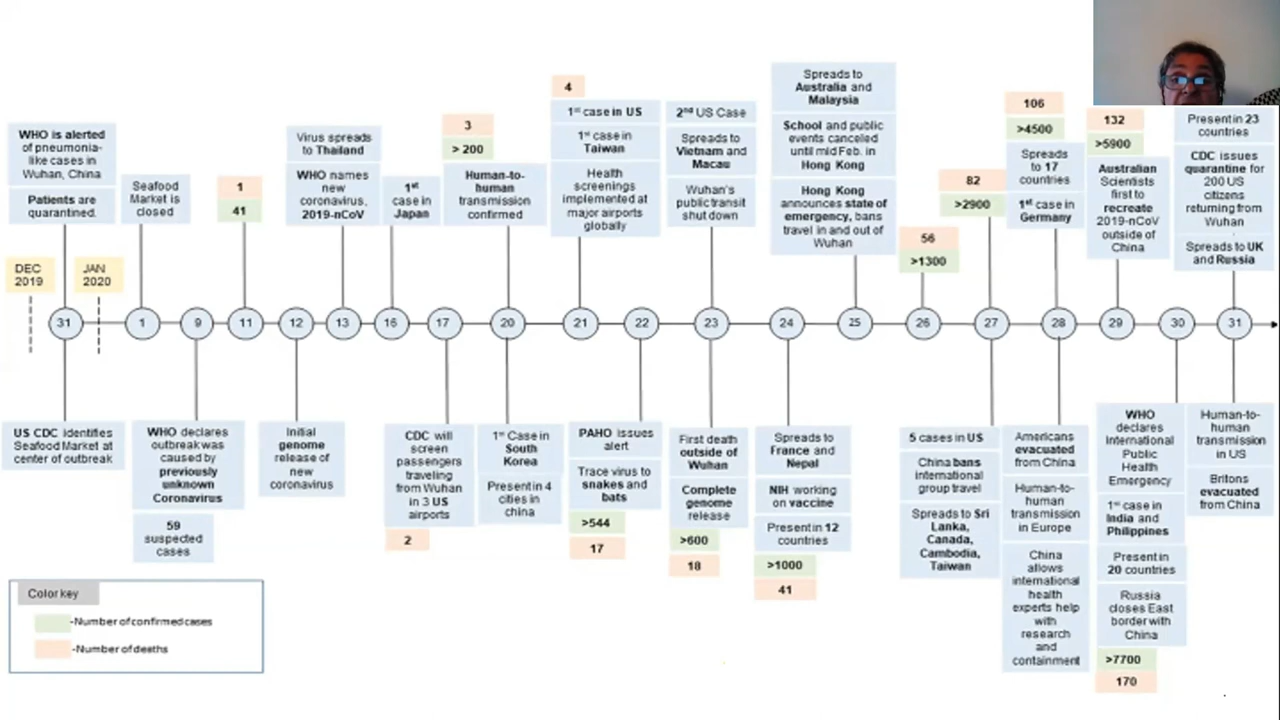 WHO is alerted
of pneumonia-
like cases in
Wuhan, China
Patients are
quarantined.
Seafood
Market is
closed
1
41
Virus spreads
to Thailand
WHO names
new
coronavirus,
2019-nCoV
1st
case in
Japan
3
> 200
Human-to-
human
transmission
confirmed
4
1st case in US
1st case in
Taiwan
Health
screenings
implemented at
major airports
globally
2nd US Case
Spreads to
Vietnam and
Macau
Wuhan's
public transit
shut down
Spreads to
Australia and
Malaysia
School and public
events canceled
until mid Feb. in
Hong Kong
Hong Kong
announces state of
emergency, bans
travel in and out of
Wuhan
56
>1300
82
>2900
106
>4500
Spreads
to 17
countries
1st case in
Germany
132
>5900
Australian
Scientists
first to
recreate
2019-nCoV
outside of
China
Present in 23
countries
CDC issues
quarantine for
200 US
citizens
returning from
Wuhan
Spreads to UK
and Russia
DEC
2019
JAN
2020
31 1 9 11 12 13 16 17 20 21 22 23 24 25 26 27 28 29 30 31
US CDC identifies
Seafood Market at
center of outbreak
WHO declares
outbreak was
caused by
previously
unknown
Coronavirus
59
suspected
cases
Initial
genome
release of
new
coronavirus
CDC will
screen
passengers
traveling
from Wuhan
in 3 US
airports
2
1st Case in
South
Korea
Present in 4
cities in
china
PAHO issues
alert
Trace virus to
snakes and
bats
>544
17
First death
outside of
Wuhan
Complete
genome
release
>600
18
Spreads to
France and
Nepal
NIH working
on vaccine
Present in 12
countries
>1000
41
5 cases in US
China bans
international
group travel
Spreads to Sri
Lanka,
Canada,
Cambodia,
Taiwan
Americans
evacuated
from China
Human-to-
human
transmission
in Europe
China
allows
international
health
experts help
with
research
and
containment
WHO
declares
International
Public
Health
Emergency
1st case in
India and
Philippines
Present in
20 countries
Russia
closes East
border with
China
>7700
170
Human-to-
human
transmission
in US
Britons
evacuated
from China
Color key
-Number of confirmed cases
-Number of deaths